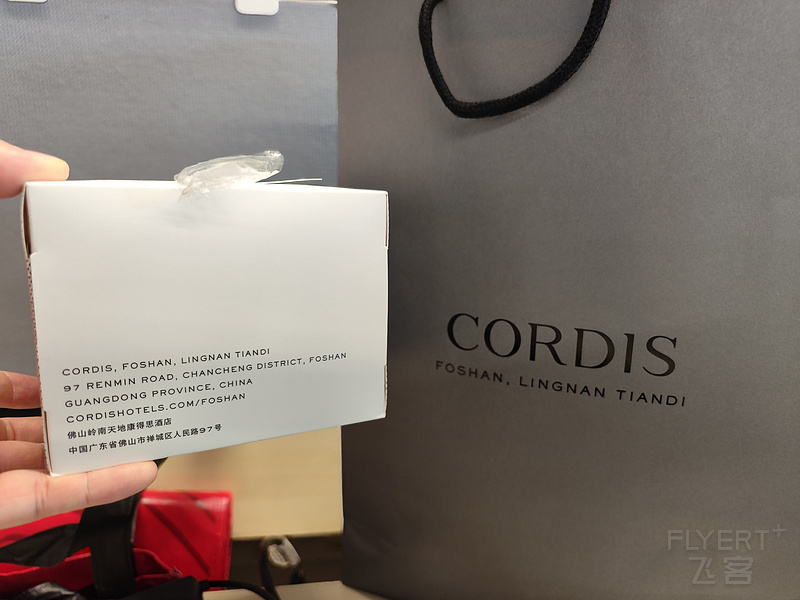 CORDIS, FOSHAN, LINGNAN TIANDI
97 RENMIN ROAD, CHANCHENG DISTRICT, FOSHAN
GUANGDONG PROVINCE, CHINA
CORDISHOTELS.COM/FOSHAN
佛山岭南天地康得思酒店
中国广东省佛山市禅城区人民路97号
CORDIS
FOSHAN, LINGNAN TIANDI
FLYERT+
飞客